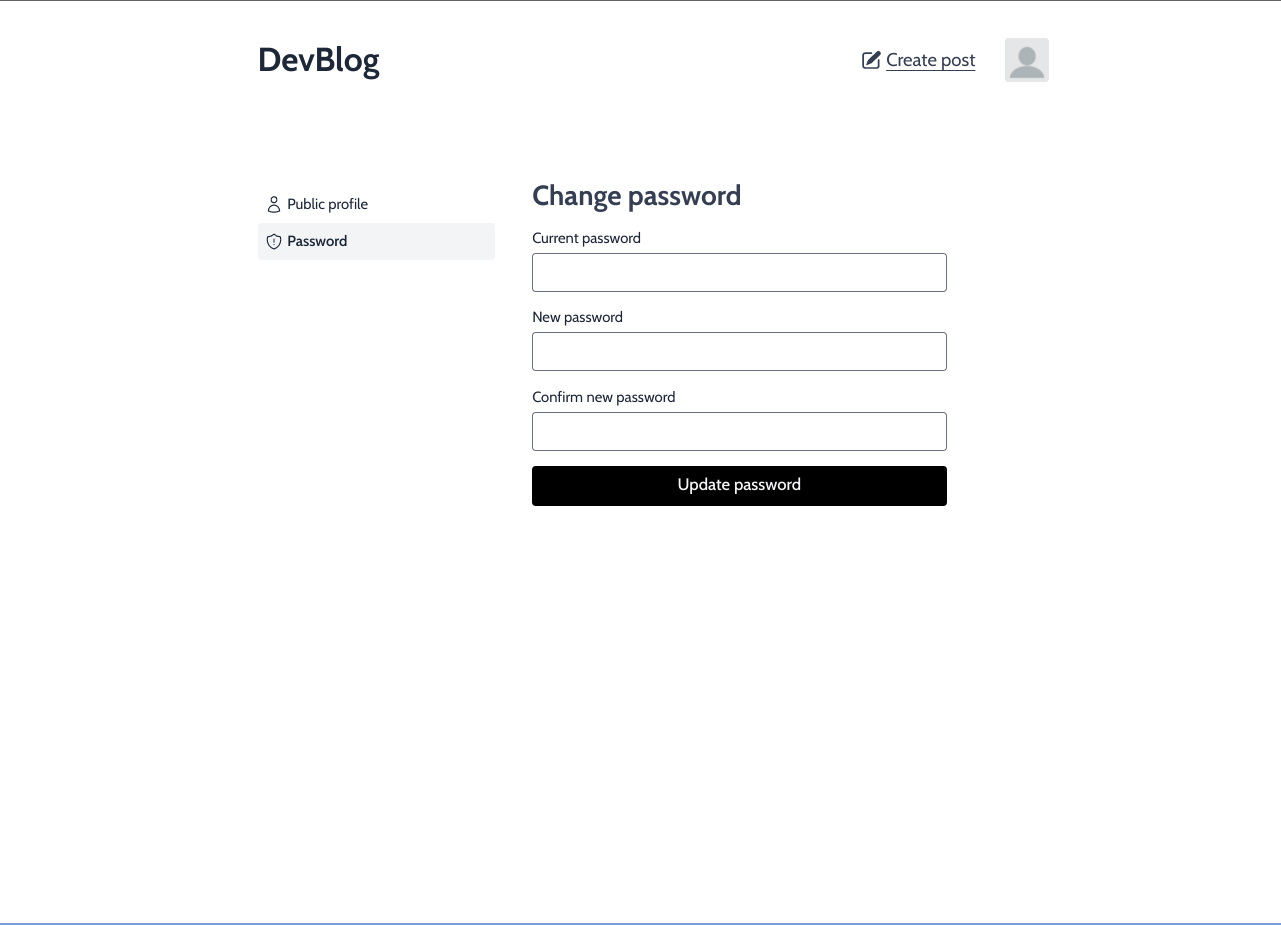 DevBlog
Create post
Public profile
Password
Change password
Current password
New password
Confirm new password
Update password